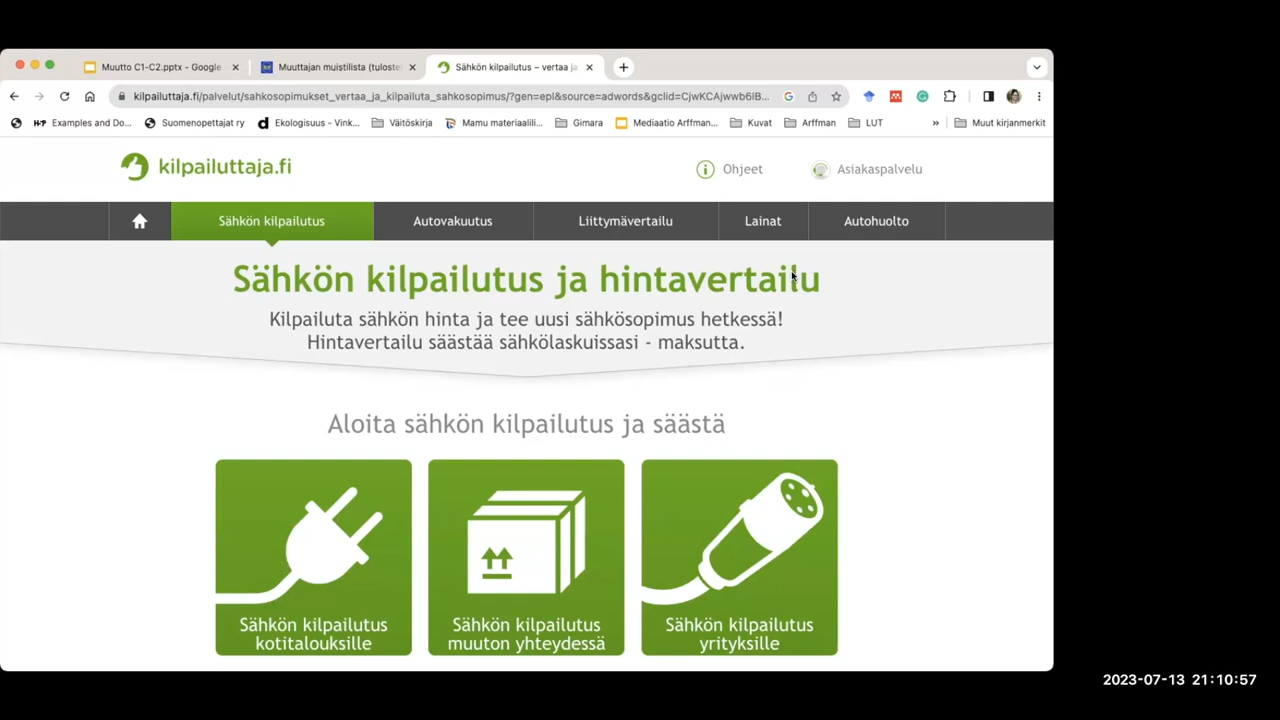 Muutto C1-C2.pptx - Google
Muuttajan muistilista (tuloste
Sähkön kilpailutus – vertaa ja
kilpailuttaja.fi/palvelut/sahkosopimukset_vertaa_ja_kilpailuta_sahkosopimus/?gen=epl&source=adwords&gclid=CjwKCAjwwb6lB...
Examples and Do...
Suomenopettajat ry
Ekologisuus - Vink...
Väitöskirja
Mamu materiaalili...
Gimara
Mediaatio Arffman...
Kuvat
Arffman
LUT
»
Muut kirjanmerkit
kilpailuttaja.fi
Ohjeet
Asiakaspalvelu
Sähkön kilpailutus
Autovakuutus
Liittymävertailu
Lainat
Autohuolto
Sähkön kilpailutus ja hintavertailu
Kilpailuta sähkön hinta ja tee uusi sähkösopimus hetkessä!
Hintavertailu säästää sähkölaskuissasi - maksutta.
Aloita sähkön kilpailutus ja säästä
Sähkön kilpailutus
kotitalouksille
Sähkön kilpailutus
muuton yhteydessä
Sähkön kilpailutus
yrityksille
2023-07-13 21:10:57